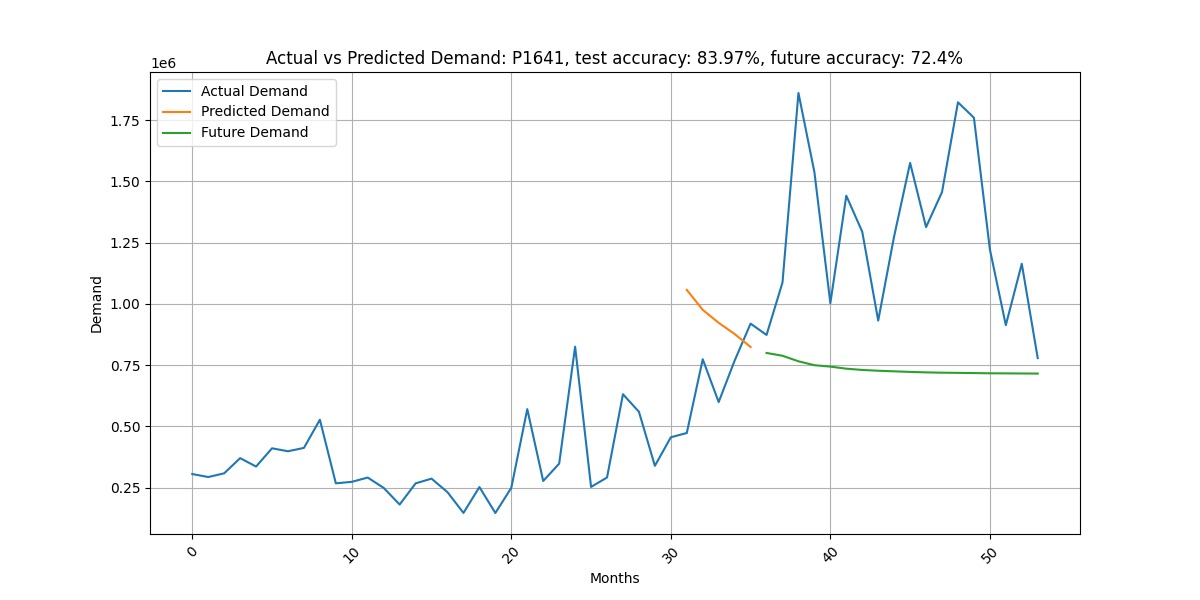 Actual vs Predicted Demand: P1641, test accuracy: 83.97%, future accuracy: 72.4%
1e6
Actual Demand
Predicted Demand
Future Demand
1.75
1.50
1.25
1.00
0.75
0.50
0.25
Demand
0 10 20 30 40 50
Months